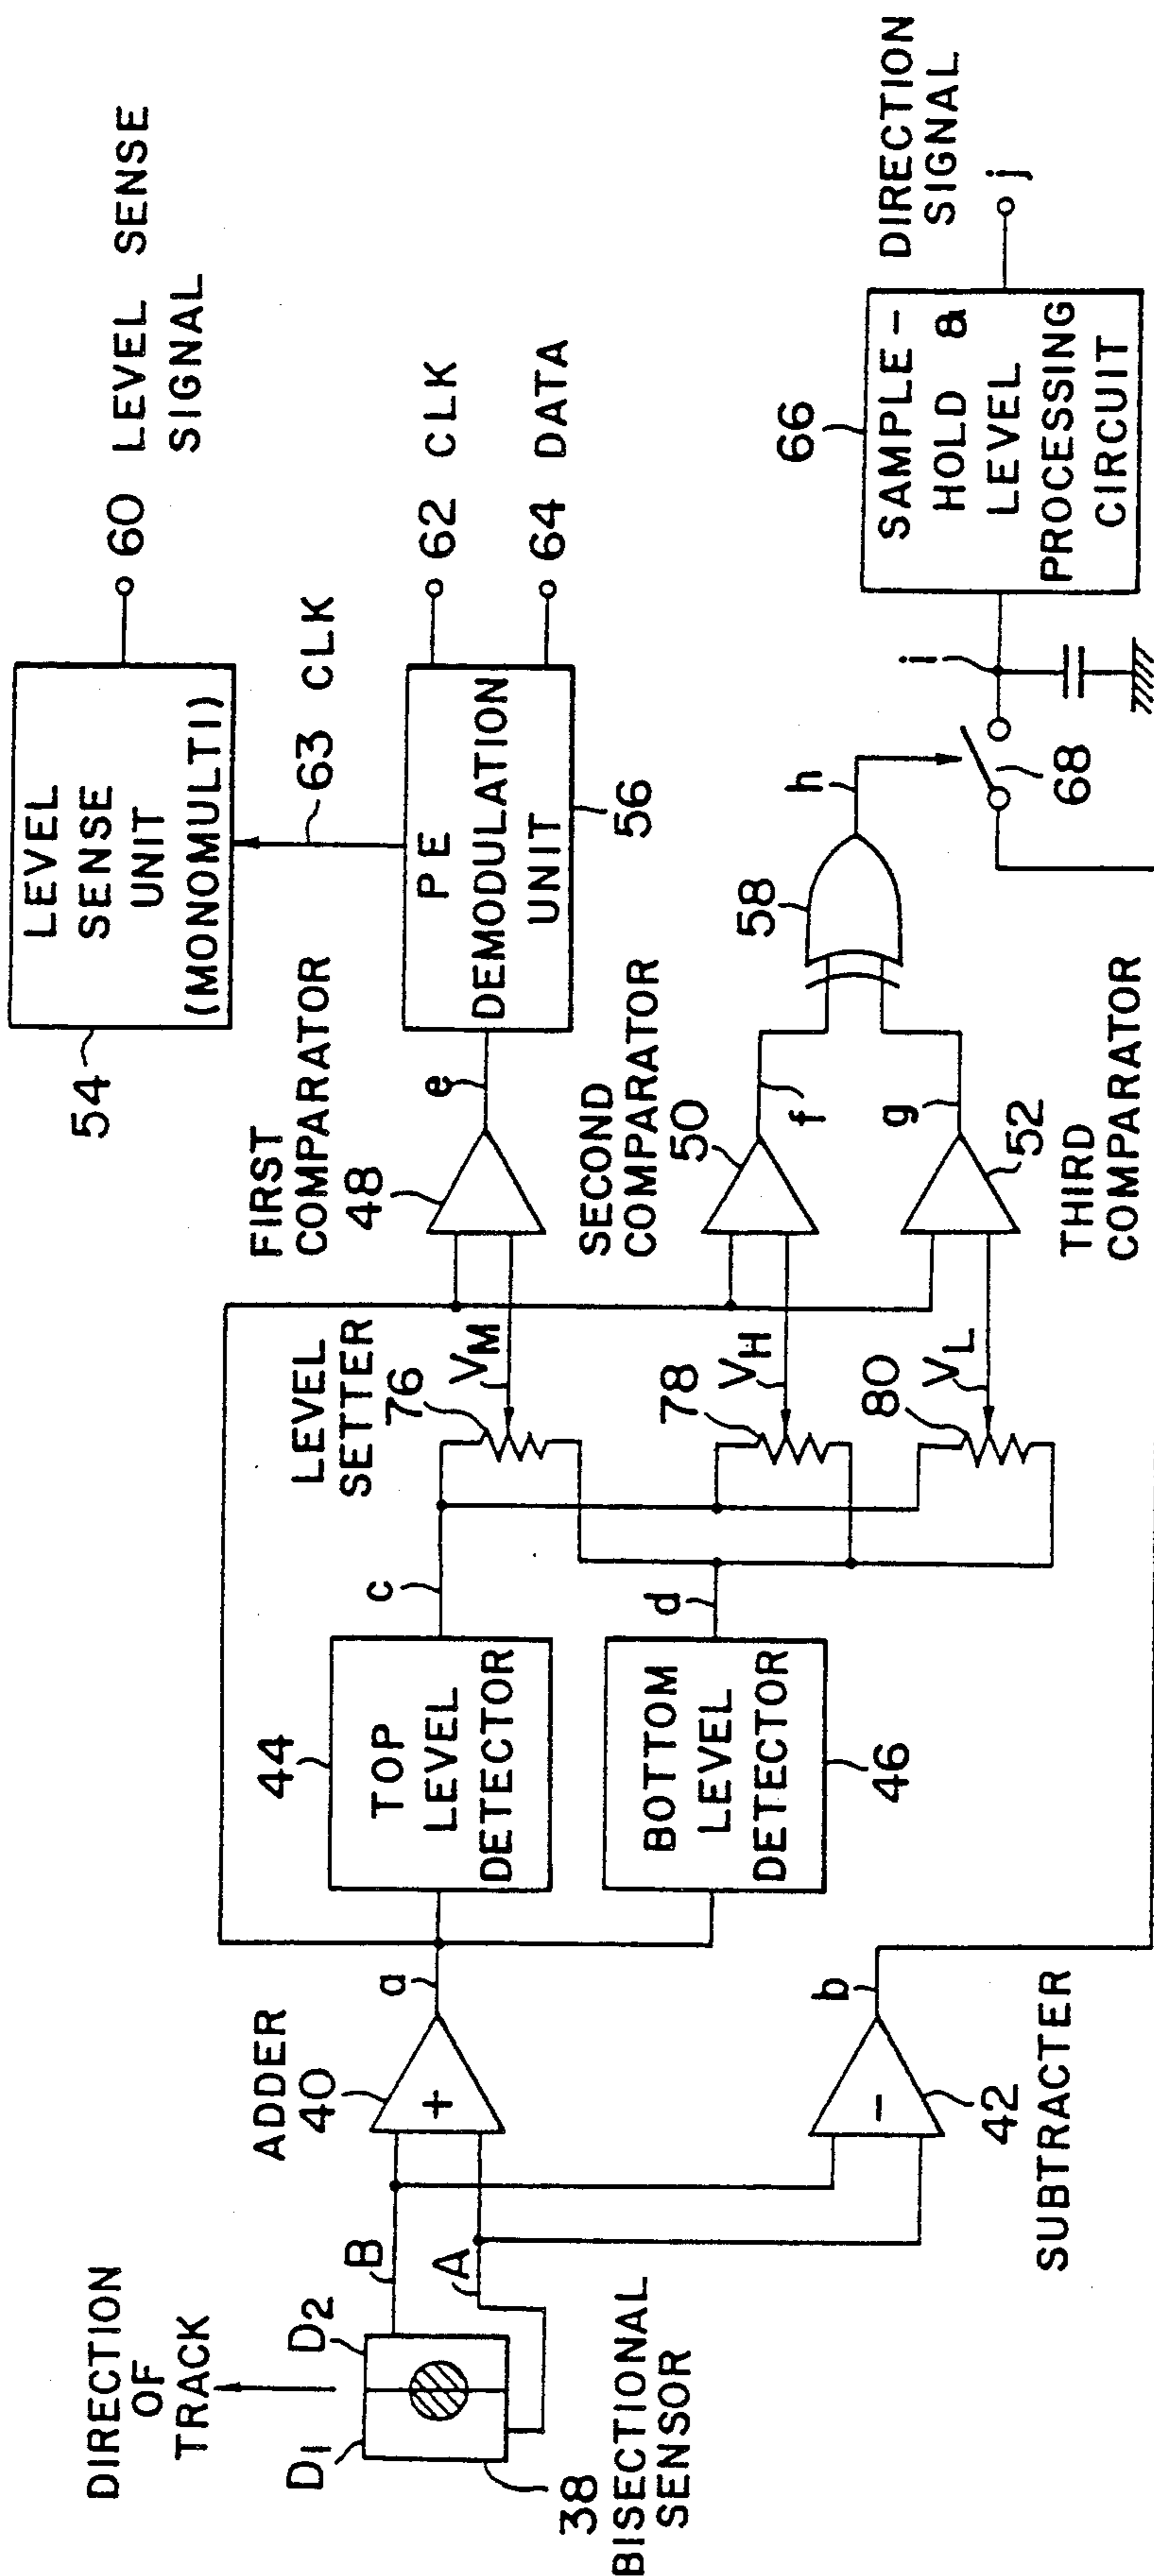 DIRECTION
OF
TRACK
D1
D2
38
BISECTIONAL
SENSOR
B
A
ADDER
40
+
a
SUBTRACTER
42
-
b
44
TOP
LEVEL
DETECTOR
c
BOTTOM
LEVEL
DETECTOR
46
d
LEVEL
SETTER
76
VM
78
VH
80
VL
FIRST
COMPARATOR
48
e
SECOND
COMPARATOR
50
f
THIRD
COMPARATOR
52
g
54
LEVEL
SENSE
UNIT
(MONOMULTI)
60 LEVEL SENSE
SIGNAL
63 CLK
PE
DEMODULATION
UNIT
56
62 CLK
64 DATA
58
h
68
i
66
SAMPLE-
HOLD &
LEVEL
PROCESSING
CIRCUIT
DIRECTION
SIGNAL
j